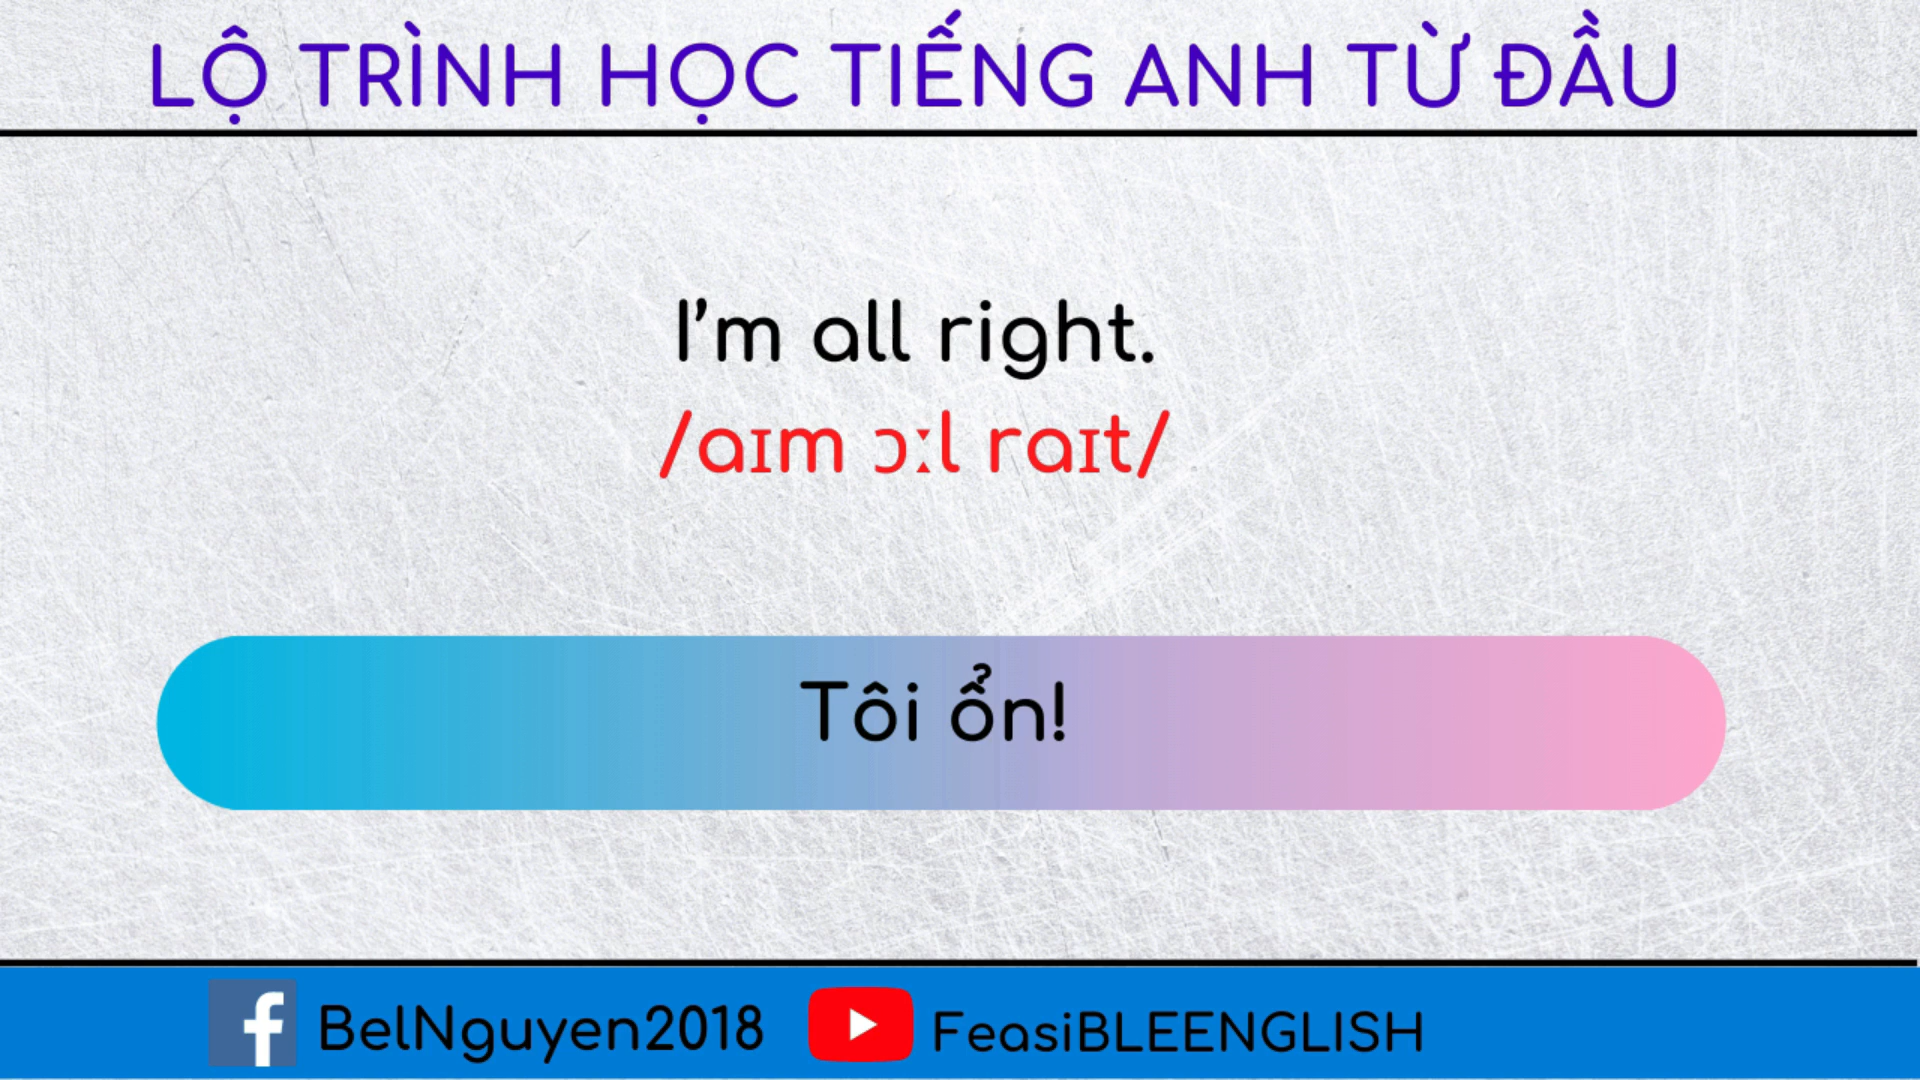 LỘ TRÌNH HỌC TIẾNG ANH TỪ ĐẦU
I’m all right.
/aɪm ɔːl raɪt/
Tôi ổn!
BelNguyen2018 FeasiBLEENGLISH